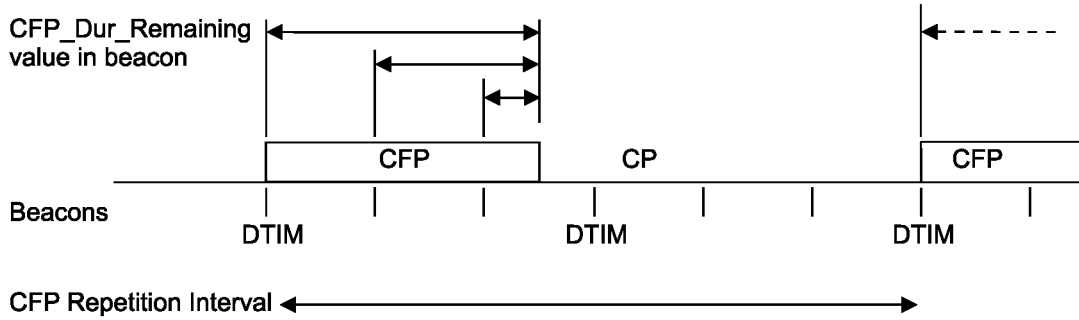 CFP_Dur_Remaining
value in beacon
CFP
CP
CFP
Beacons
DTIM
DTIM
DTIM
CFP Repetition Interval